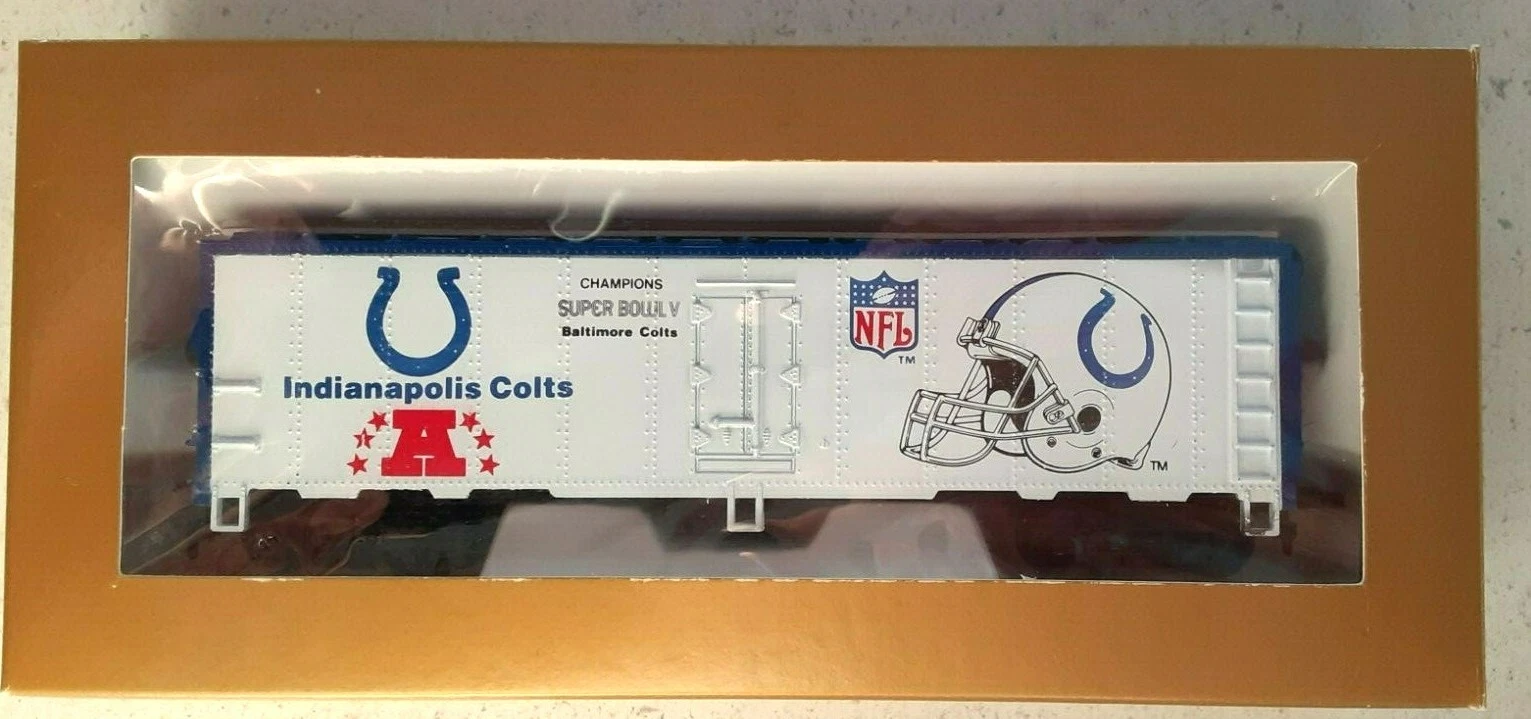 Indianapolis Colts
A
CHAMPIONS
SUPER BOWL V
Baltimore Colts
NFL
TM
TM